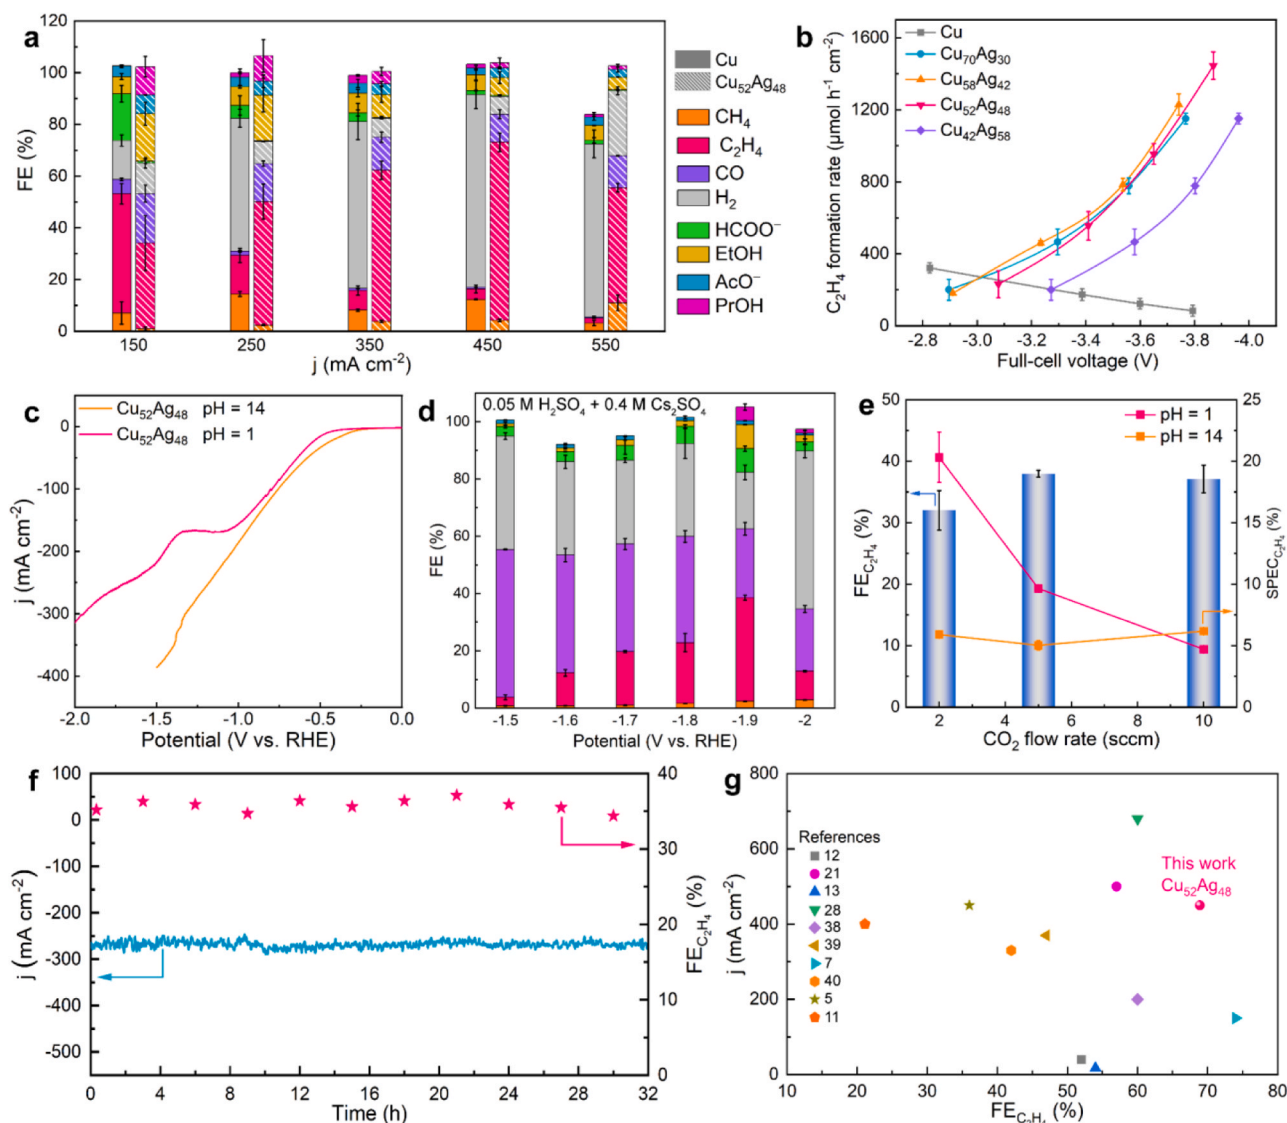 a
120
100
80
60
40
20
0
FE (%)
150
250
350
450
550
j (mA cm⁻²)
Cu
Cu₅₂Ag₄₈
CH₄
C₂H₄
CO
H₂
HCOO⁻
EtOH
AcO⁻
PrOH
b
Cu
Cu₇₀Ag₃₀
Cu₅₈Ag₄₂
Cu₅₂Ag₄₈
Cu₄₂Ag₅₈
1600
1200
800
400
0
C₂H₄ formation rate (μmol h⁻¹ cm⁻²)
-2.8
-3.0
-3.2
-3.4
-3.6
-3.8
-4.0
Full-cell voltage (V)
c
Cu₅₂Ag₄₈ pH = 14
Cu₅₂Ag₄₈ pH = 1
0
-100
-200
-300
-400
j (mA cm⁻²)
-2.0
-1.5
-1.0
-0.5
0.0
Potential (V vs. RHE)
d
0.05 M H₂SO₄ + 0.4 M Cs₂SO₄
100
80
60
40
20
0
FE (%)
-1.5
-1.6
-1.7
-1.8
-1.9
-2
Potential (V vs. RHE)
e
pH = 1
pH = 14
50
40
30
20
10
0
FE_C₂H₄ (%)
25
20
15
10
5
0
SPEC_C₂H₄ (%)
2
4
6
8
10
CO₂ flow rate (sccm)
f
100
0
-100
-200
-300
-400
-500
j (mA cm⁻²)
40
30
20
10
0
FE_C₂H₄ (%)
0
4
8
12
16
20
24
28
32
Time (h)
g
References
12
21
13
28
38
39
7
40
5
11
This work
Cu₅₂Ag₄₈
800
600
400
200
0
j (mA cm⁻²)
10
20
30
40
50
60
70
80
FE_C₂H₄ (%)